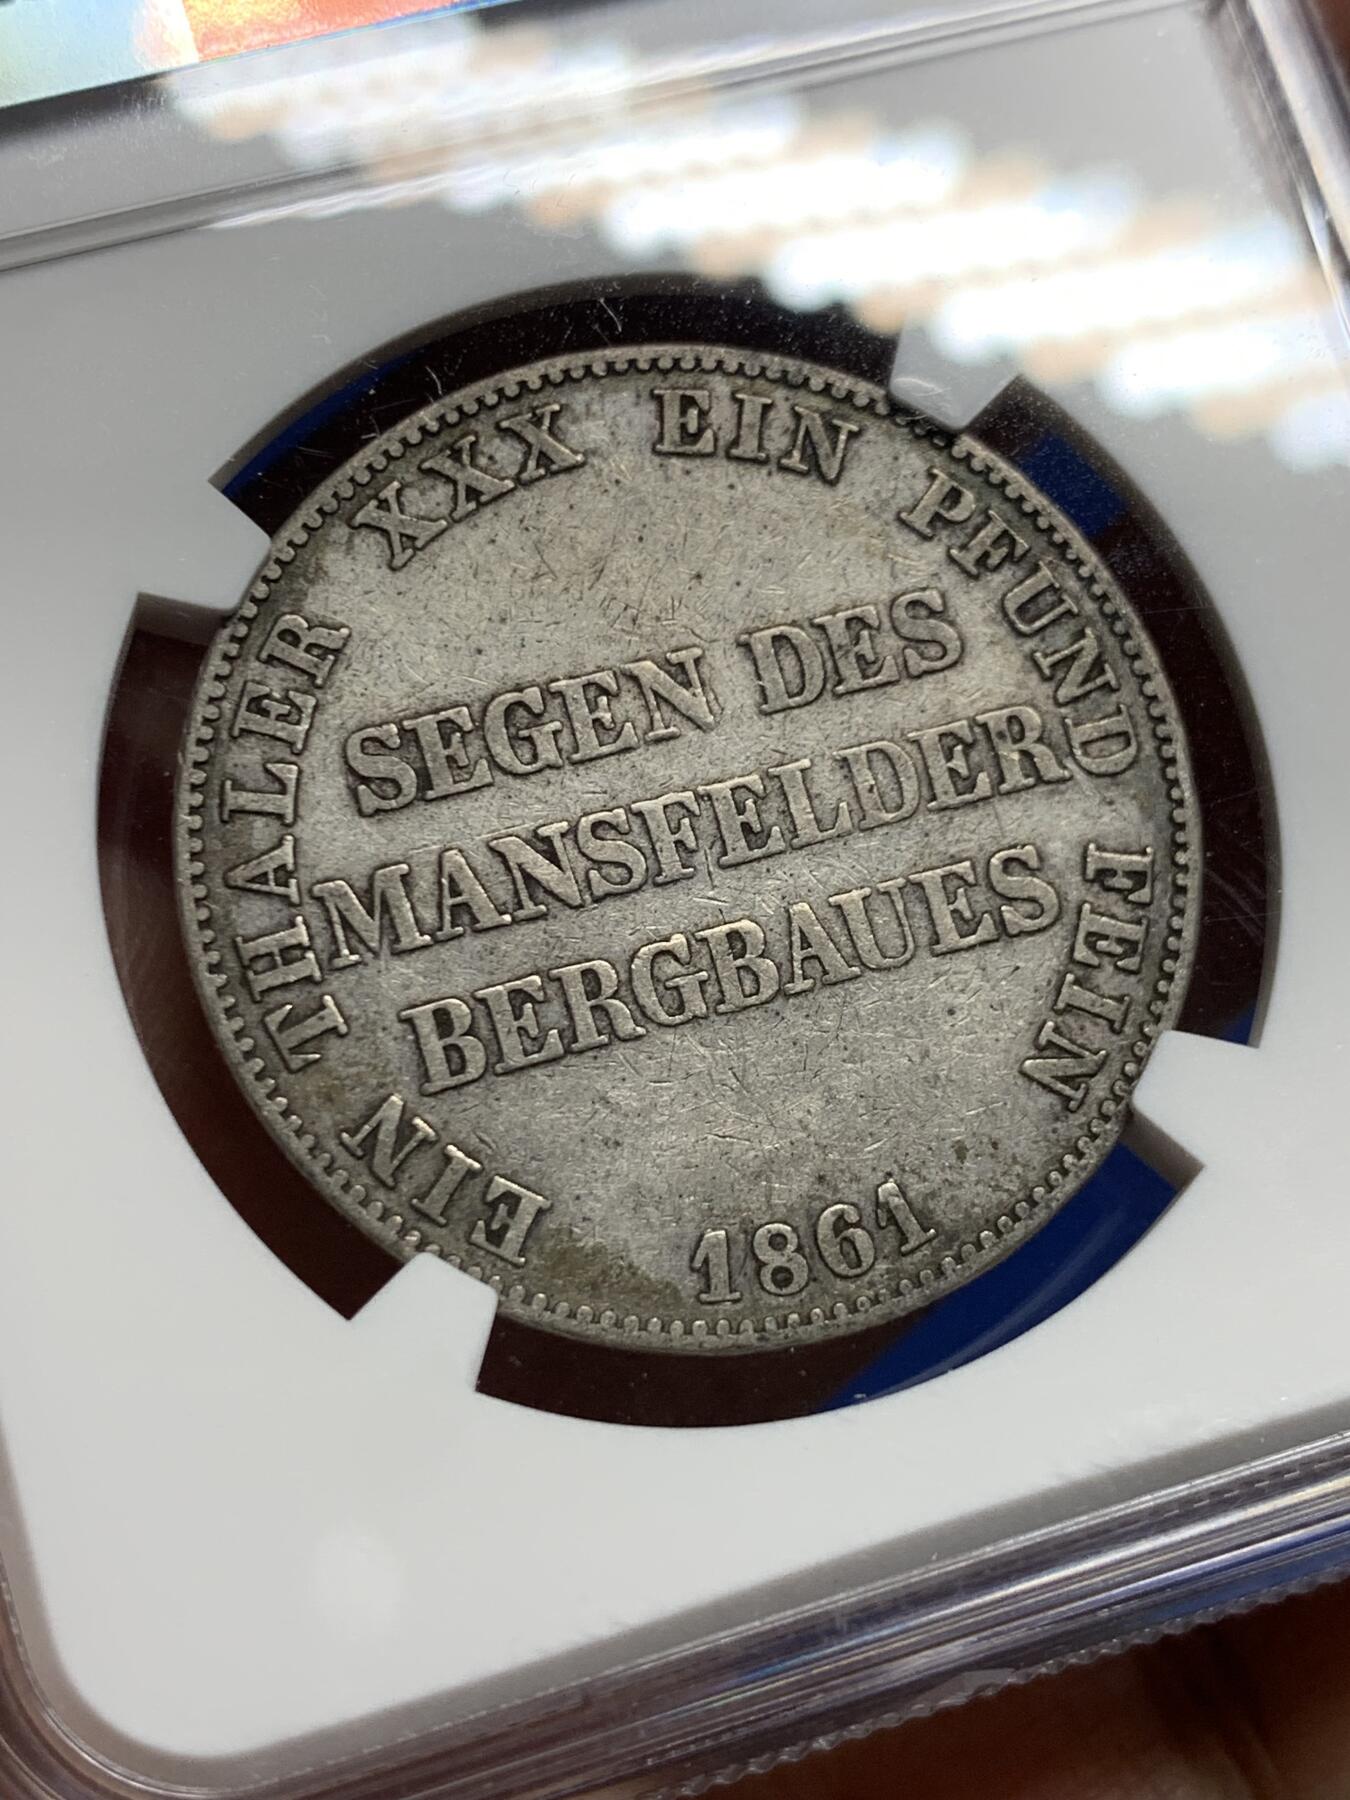 EIN THALER XXX EIN PFUND FEIN
SEGEN DES
MANSFELDER
BERGBAUES
1861